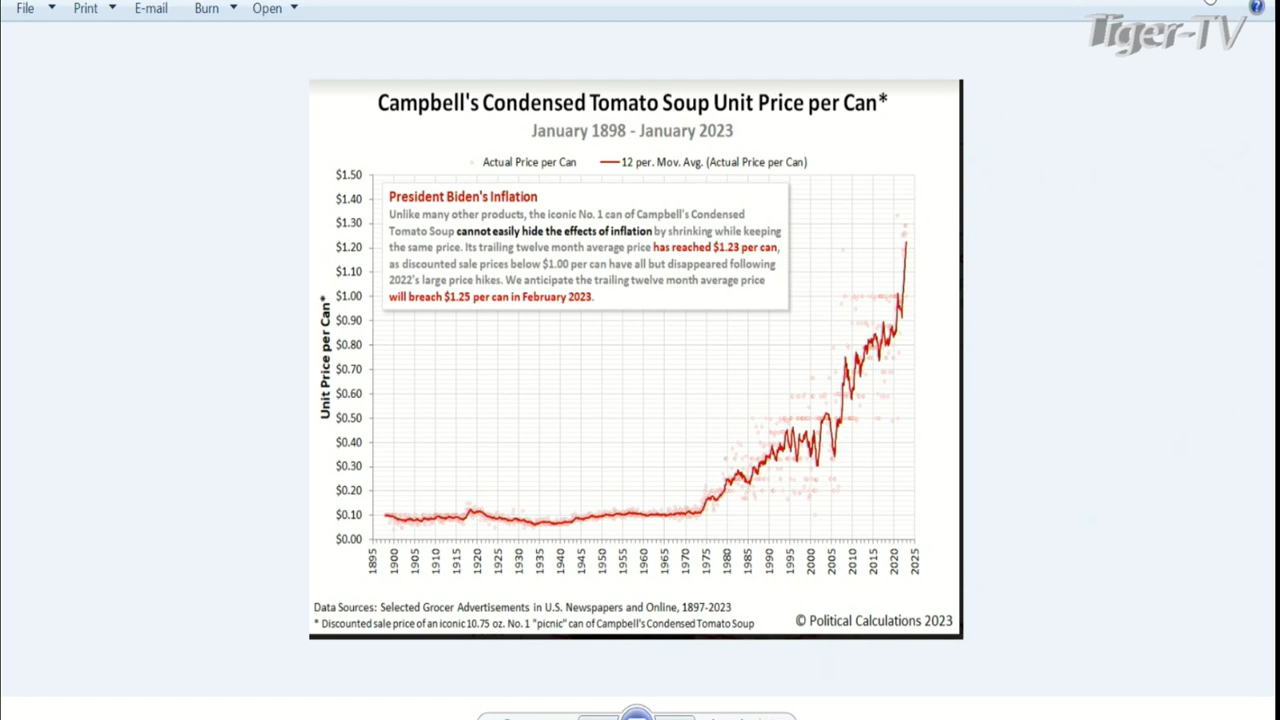 File Print E-mail Burn Open
Tiger-TV
Campbell's Condensed Tomato Soup Unit Price per Can*
January 1898 - January 2023
Actual Price per Can 12 per. Mov. Avg. (Actual Price per Can)
$1.50
$1.40
$1.30
$1.20
$1.10
$1.00
$0.90
$0.80
$0.70
$0.60
$0.50
$0.40
$0.30
$0.20
$0.10
$0.00
Unit Price per Can*
President Biden's Inflation
Unlike many other products, the iconic No. 1 can of Campbell's Condensed
Tomato Soup cannot easily hide the effects of inflation by shrinking while keeping
the same price. Its trailing twelve month average price has reached $1.23 per can,
as discounted sale prices below $1.00 per can have all but disappeared following
2022's large price hikes. We anticipate the trailing twelve month average price
will breach $1.25 per can in February 2023.
1895 1900 1905 1910 1915 1920 1925 1930 1935 1940 1945 1950 1955 1960 1965 1970 1975 1980 1985 1990 1995 2000 2005 2010 2015 2020 2025
Data Sources: Selected Grocer Advertisements in U.S. Newspapers and Online, 1897-2023
* Discounted sale price of an iconic 10.75 oz. No. 1 "picnic" can of Campbell's Condensed Tomato Soup
© Political Calculations 2023